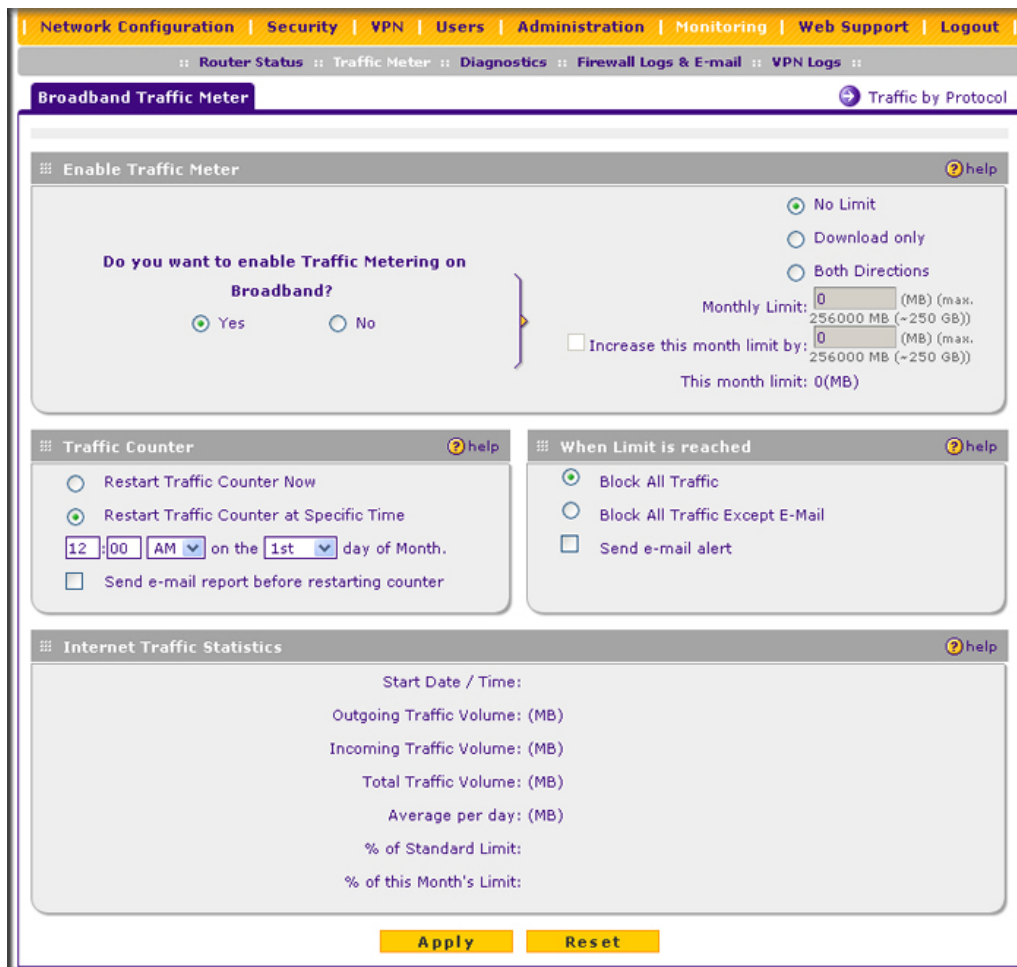 Network Configuration | Security | VPN | Users | Administration | Monitoring | Web Support | Logout
:: Router Status :: Traffic Meter :: Diagnostics :: Firewall Logs & E-mail :: VPN Logs ::
Broadband Traffic Meter
Traffic by Protocol
Enable Traffic Meter
help
Do you want to enable Traffic Metering on
Broadband?
Yes No
No Limit
Download only
Both Directions
Monthly Limit: 0 (MB) (max.
256000 MB (~250 GB))
Increase this month limit by: 0 (MB) (max.
256000 MB (~250 GB))
This month limit: 0(MB)
Traffic Counter
help
Restart Traffic Counter Now
Restart Traffic Counter at Specific Time
12 : 00 AM on the 1st day of Month.
Send e-mail report before restarting counter
When Limit is reached
help
Block All Traffic
Block All Traffic Except E-Mail
Send e-mail alert
Internet Traffic Statistics
help
Start Date / Time:
Outgoing Traffic Volume: (MB)
Incoming Traffic Volume: (MB)
Total Traffic Volume: (MB)
Average per day: (MB)
% of Standard Limit:
% of this Month's Limit:
Apply Reset